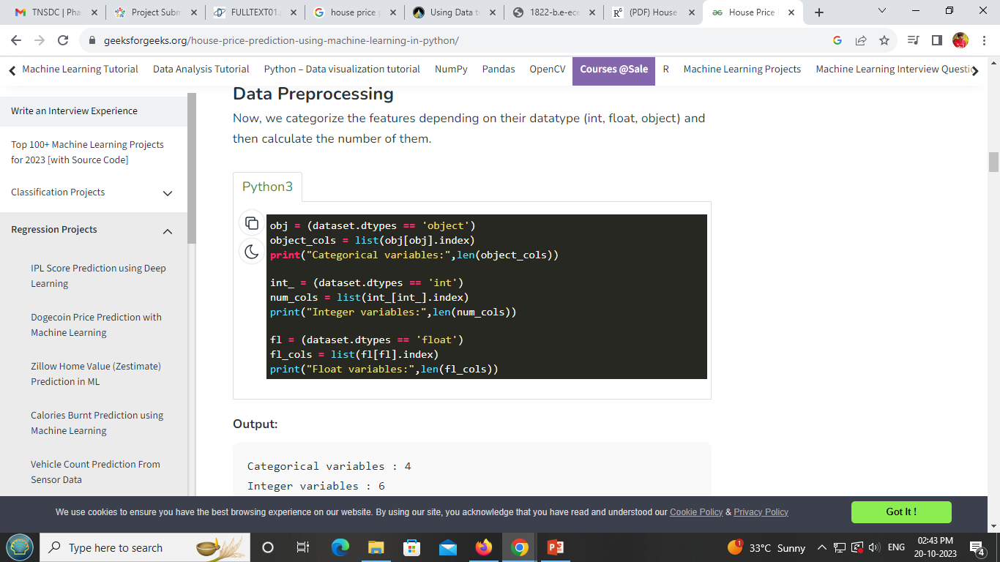 TNSDC | Pha
Project Subm
FULLTEXT01.p
house price p
Using Data to
1822-b.e-ece
(PDF) House
House Price
geeksforgeeks.org/house-price-prediction-using-machine-learning-in-python/
Machine Learning Tutorial Data Analysis Tutorial Python – Data visualization tutorial NumPy Pandas OpenCV Courses @Sale R Machine Learning Projects Machine Learning Interview Questio
Write an Interview Experience
Top 100+ Machine Learning Projects
for 2023 [with Source Code]
Classification Projects
Regression Projects
IPL Score Prediction using Deep
Learning
Dogecoin Price Prediction with
Machine Learning
Zillow Home Value (Zestimate)
Prediction in ML
Calories Burnt Prediction using
Machine Learning
Vehicle Count Prediction From
Sensor Data
Data Preprocessing
Now, we categorize the features depending on their datatype (int, float, object) and
then calculate the number of them.
Python3
obj = (dataset.dtypes == 'object')
object_cols = list(obj[obj].index)
print("Categorical variables:",len(object_cols))
int_ = (dataset.dtypes == 'int')
num_cols = list(int_[int_].index)
print("Integer variables:",len(num_cols))
fl = (dataset.dtypes == 'float')
fl_cols = list(fl[fl].index)
print("Float variables:",len(fl_cols))
Output:
Categorical variables : 4
Integer variables : 6
We use cookies to ensure you have the best browsing experience on our website. By using our site, you acknowledge that you have read and understood our Cookie Policy & Privacy Policy
Got It !
Type here to search
33°C Sunny
ENG
02:43 PM
20-10-2023
4